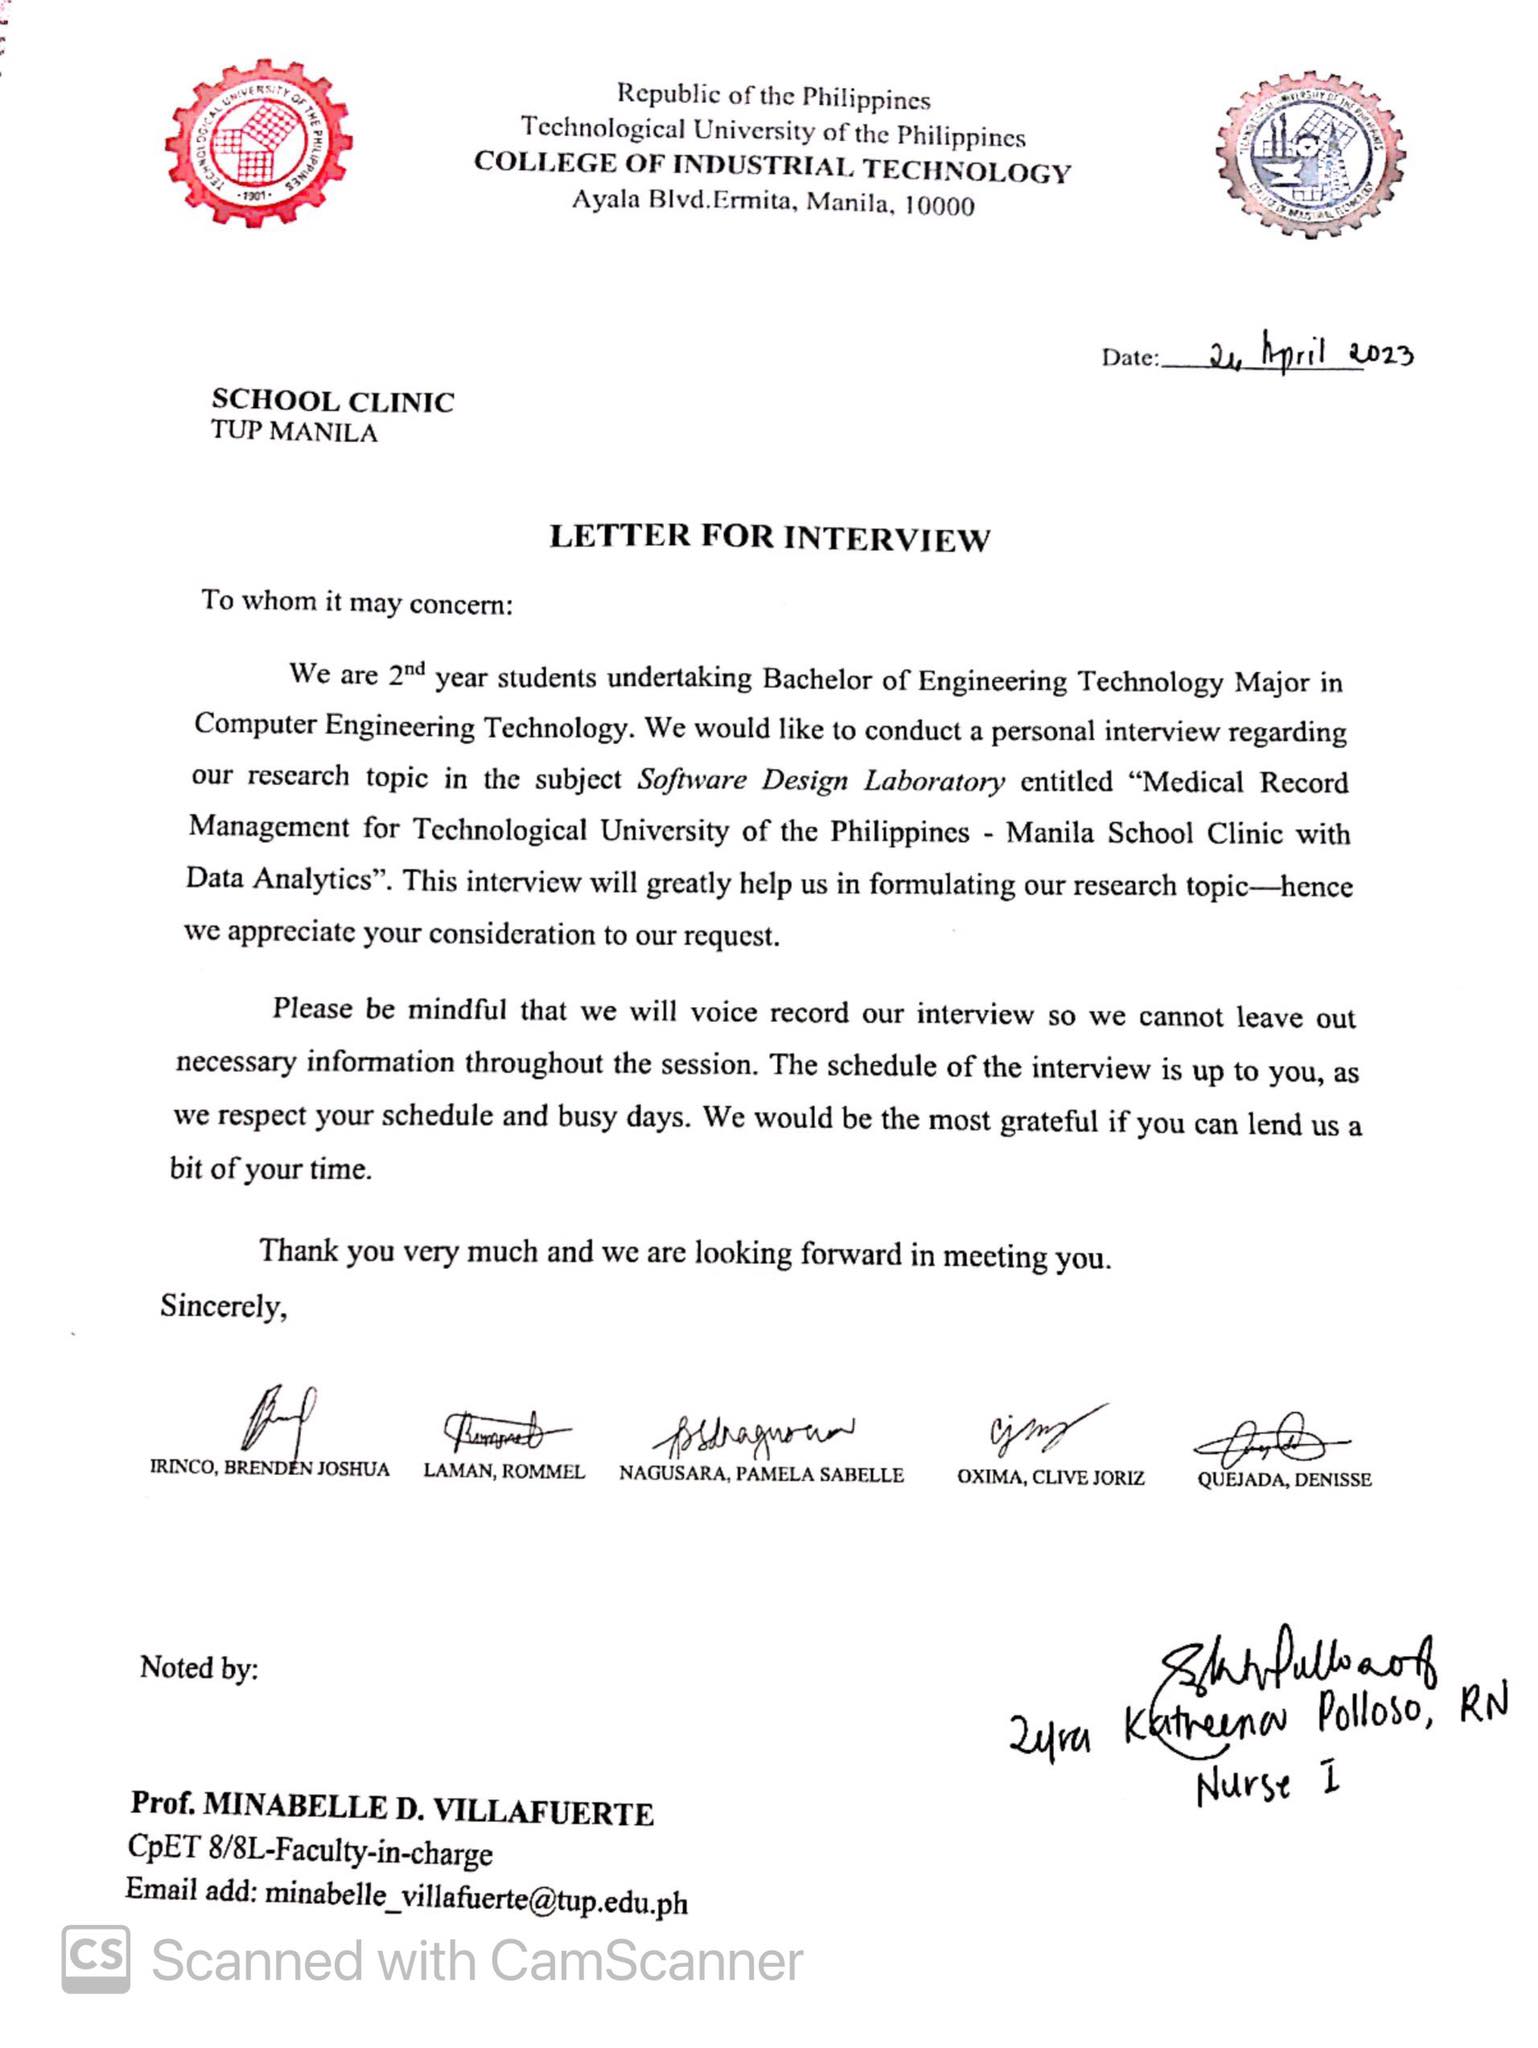 TECHNOLOGICAL UNIVERSITY OF THE PHILIPPINES
- 1901 -
Republic of the Philippines
Technological University of the Philippines
COLLEGE OF INDUSTRIAL TECHNOLOGY
Ayala Blvd.Ermita, Manila, 10000
TECHNOLOGICAL UNIVERSITY OF THE PHILIPPINES
COLLEGE OF INDUSTRIAL TECHNOLOGY
Date: April 2023
SCHOOL CLINIC
TUP MANILA
LETTER FOR INTERVIEW
To whom it may concern:
We are 2nd year students undertaking Bachelor of Engineering Technology Major in
Computer Engineering Technology. We would like to conduct a personal interview regarding
our research topic in the subject Software Design Laboratory entitled “Medical Record
Management for Technological University of the Philippines - Manila School Clinic with
Data Analytics”. This interview will greatly help us in formulating our research topic—hence
we appreciate your consideration to our request.
Please be mindful that we will voice record our interview so we cannot leave out
necessary information throughout the session. The schedule of the interview is up to you, as
we respect your schedule and busy days. We would be the most grateful if you can lend us a
bit of your time.
Thank you very much and we are looking forward in meeting you.
Sincerely,
IRINCO, BRENDEN JOSHUA LAMAN, ROMMEL NAGUSARA, PAMELA SABELLE OXIMA, CLIVE JORIZ QUEJADA, DENISSE
Noted by:
Zyra Katreena Polloso, RN
Nurse I
Prof. MINABELLE D. VILLAFUERTE
CpET 8/8L-Faculty-in-charge
Email add: minabelle_villafuerte@tup.edu.ph
CS Scanned with CamScanner